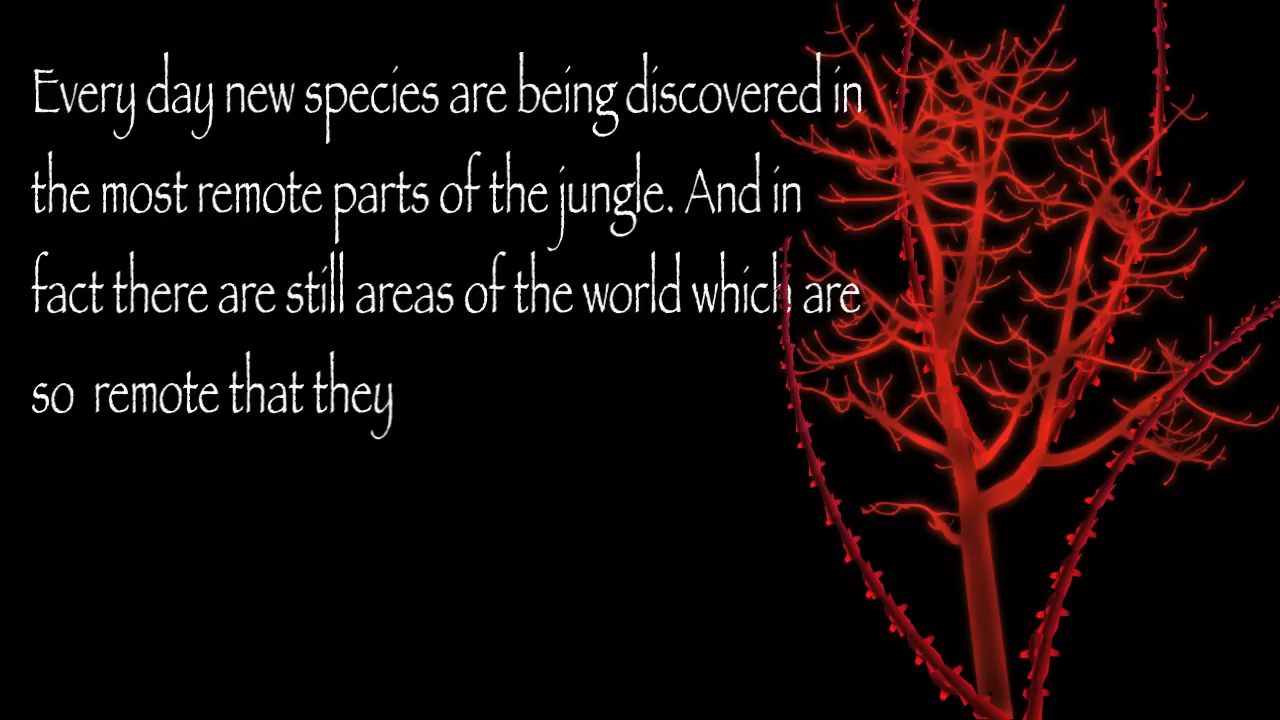 Every day new species are being discovered in
the most remote parts of the jungle. And in
fact there are still areas of the world which are
so  remote that they